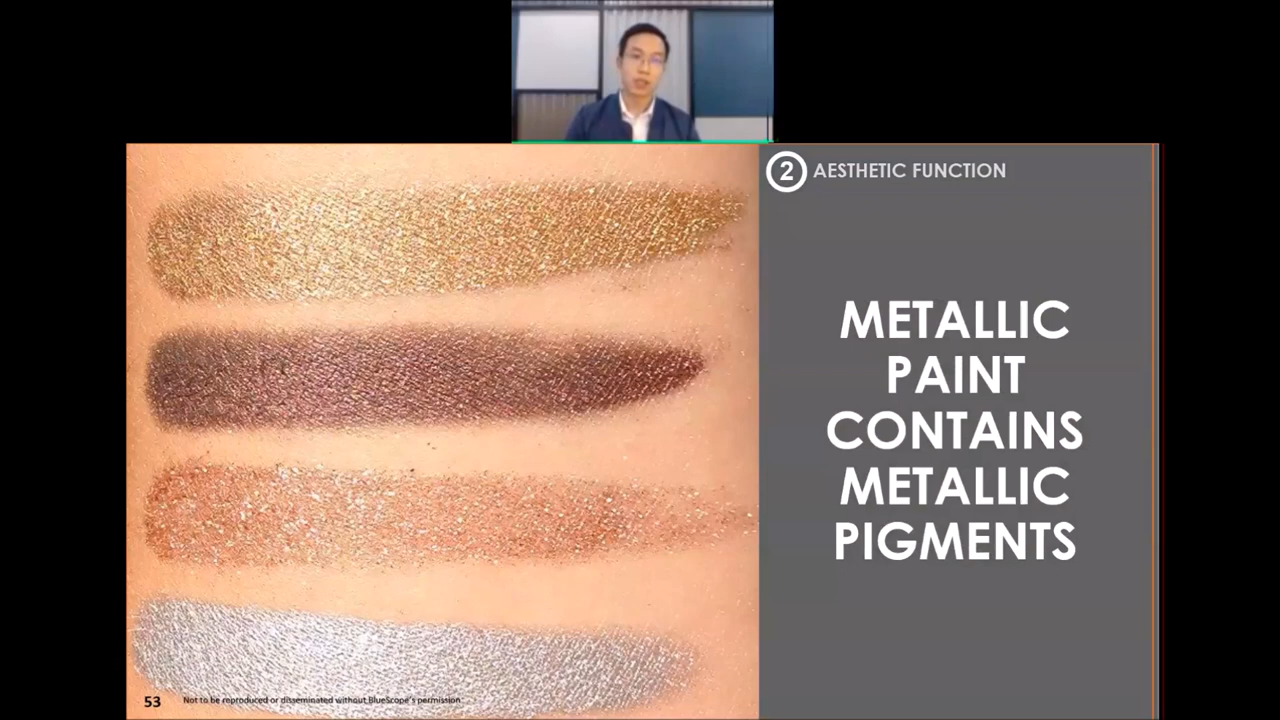 2 AESTHETIC FUNCTION
METALLIC
PAINT
CONTAINS
METALLIC
PIGMENTS
53 Not to be reproduced or disseminated without BlueScope's permission